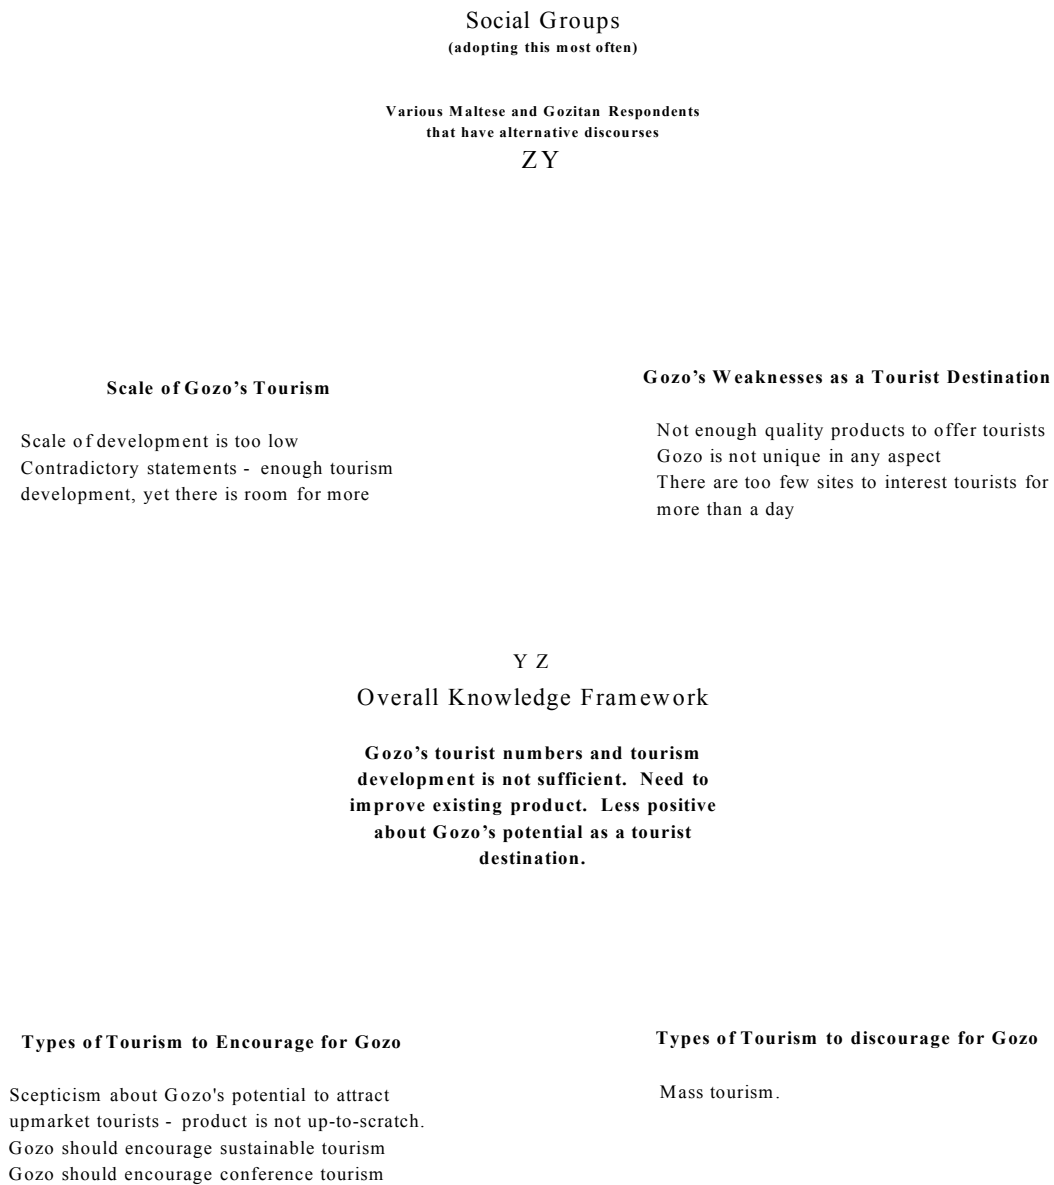 Social Groups
(adopting this most often)
Various Maltese and Gozitan Respondents
that have alternative discourses
ZY
Scale of Gozo's Tourism
Scale of development is too low
Contradictory statements - enough tourism
development, yet there is room for more
Gozo's Weaknesses as a Tourist Destination
Not enough quality products to offer tourists
Gozo is not unique in any aspect
There are too few sites to interest tourists for
more than a day
Y Z
Overall Knowledge Framework
Gozo's tourist numbers and tourism
development is not sufficient. Need to
improve existing product. Less positive
about Gozo's potential as a tourist
destination.
Types of Tourism to Encourage for Gozo
Scepticism about Gozo's potential to attract
upmarket tourists - product is not up-to-scratch.
Gozo should encourage sustainable tourism
Gozo should encourage conference tourism
Types of Tourism to discourage for Gozo
Mass tourism.